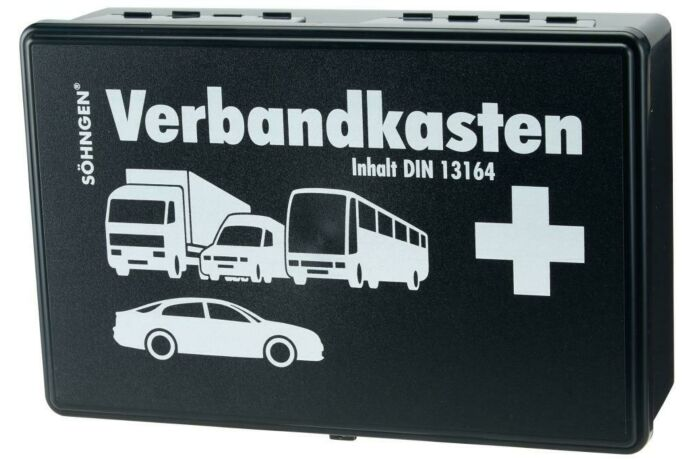 SÖHNGEN®
Verbandkasten
Inhalt DIN 13164